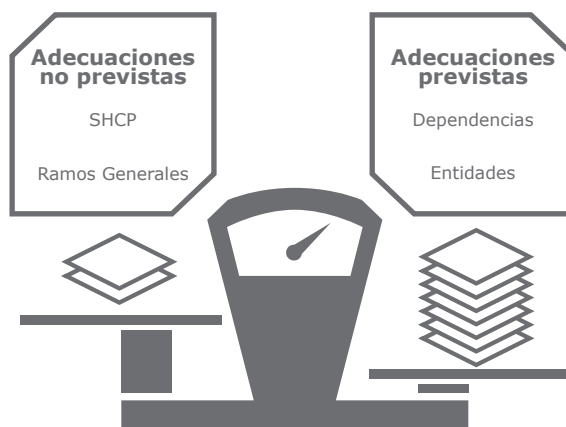 Adecuaciones
no previstas
SHCP
Ramos Generales
Adecuaciones
previstas
Dependencias
Entidades